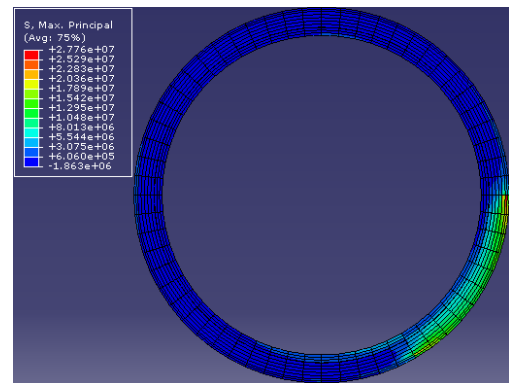 S, Max. Principal
(Avg: 75%)
+2.776e+07
+2.529e+07
+2.283e+07
+2.036e+07
+1.789e+07
+1.542e+07
+1.295e+07
+1.048e+07
+8.013e+06
+5.544e+06
+3.075e+06
+6.060e+05
-1.863e+06